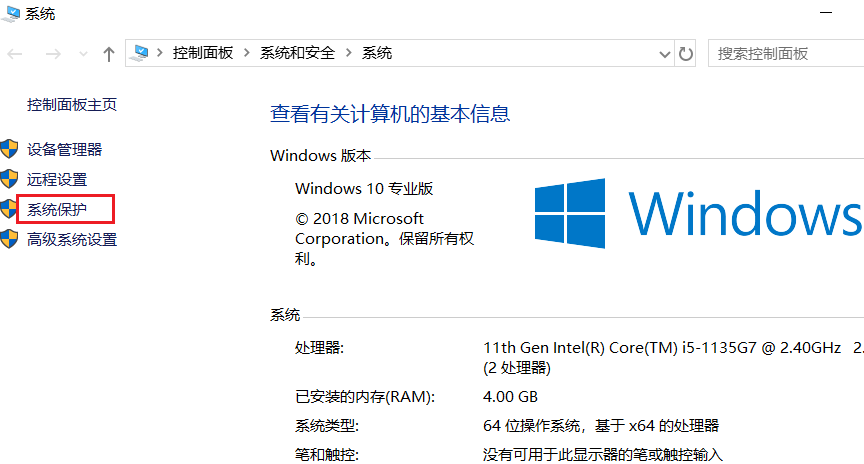 系统
控制面板 > 系统和安全 > 系统
搜索控制面板
控制面板主页
设备管理器
远程设置
系统保护
高级系统设置
查看有关计算机的基本信息
Windows 版本
Windows 10 专业版
© 2018 Microsoft
Corporation。保留所有权
利。
Windows
系统
处理器:
11th Gen Intel(R) Core(TM) i5-1135G7 @ 2.40GHz 2.
(2 处理器)
已安装的内存(RAM):
4.00 GB
系统类型:
64 位操作系统，基于 x64 的处理器
笔和触控:
没有可用于此显示器的笔或触控输入